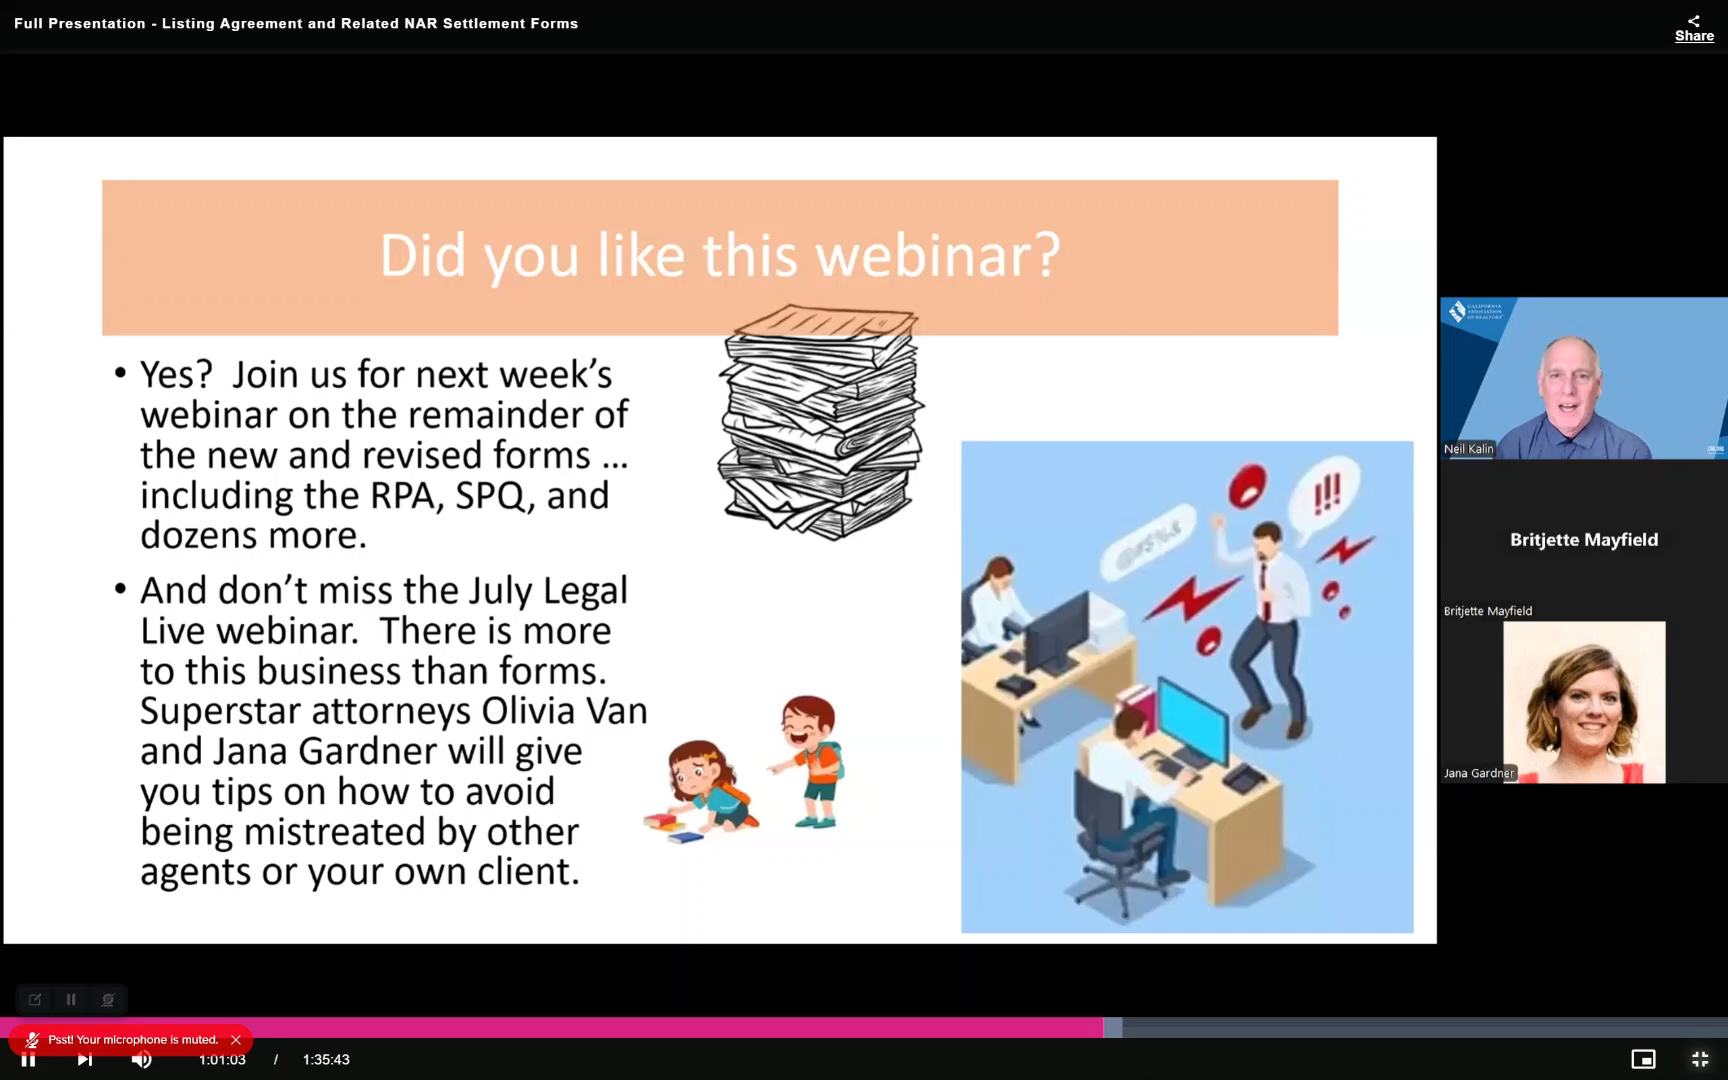 Full Presentation - Listing Agreement and Related NAR Settlement Forms
Share
Did you like this webinar?
• Yes?  Join us for next week’s
webinar on the remainder of
the new and revised forms ...
including the RPA, SPQ, and
dozens more.
• And don’t miss the July Legal
Live webinar.  There is more
to this business than forms.
Superstar attorneys Olivia Van
and Jana Gardner will give
you tips on how to avoid
being mistreated by other
agents or your own client.
!!!
CALIFORNIA
ASSOCIATION
OF REALTORS
Neil Kalin
Britjette Mayfield
Britjette Mayfield
Jana Gardner
Psst! Your microphone is muted.
1:01:03 / 1:35:43